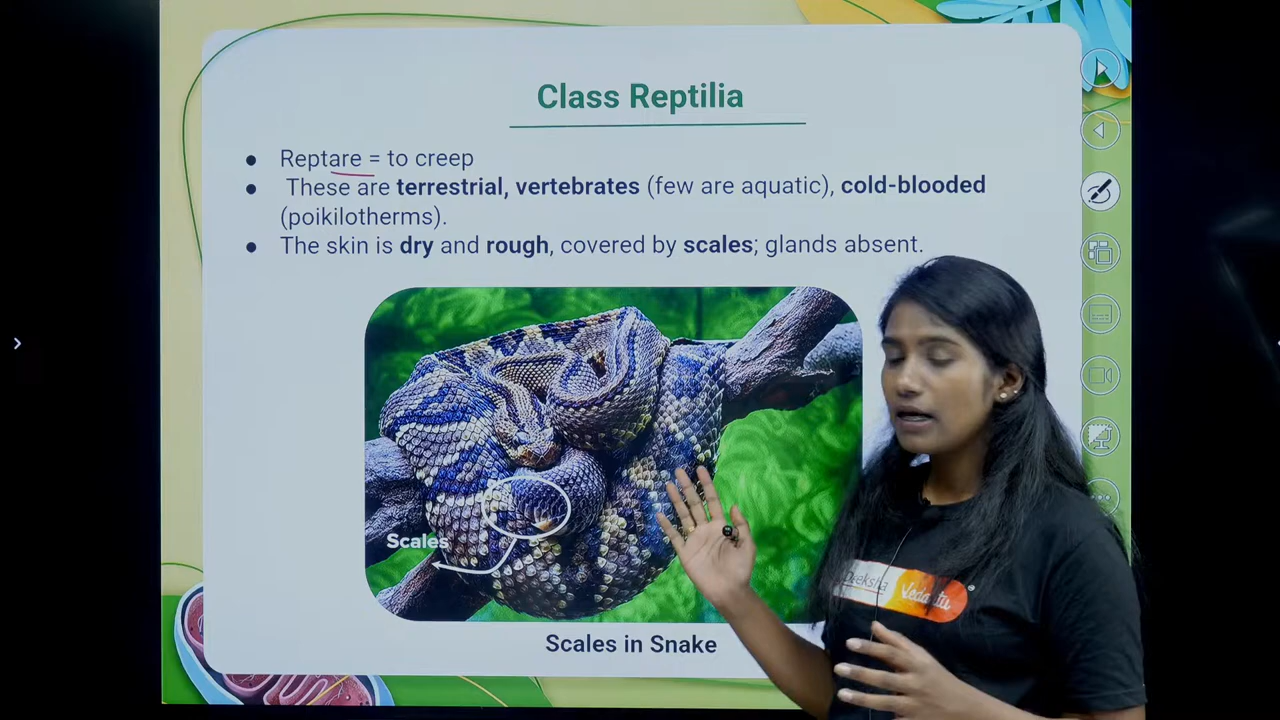 Class Reptilia
● Reptare = to creep
● These are terrestrial, vertebrates (few are aquatic), cold-blooded
(poikilotherms).
● The skin is dry and rough, covered by scales; glands absent.
Scales
Scales in Snake
Deeksha Vedantu